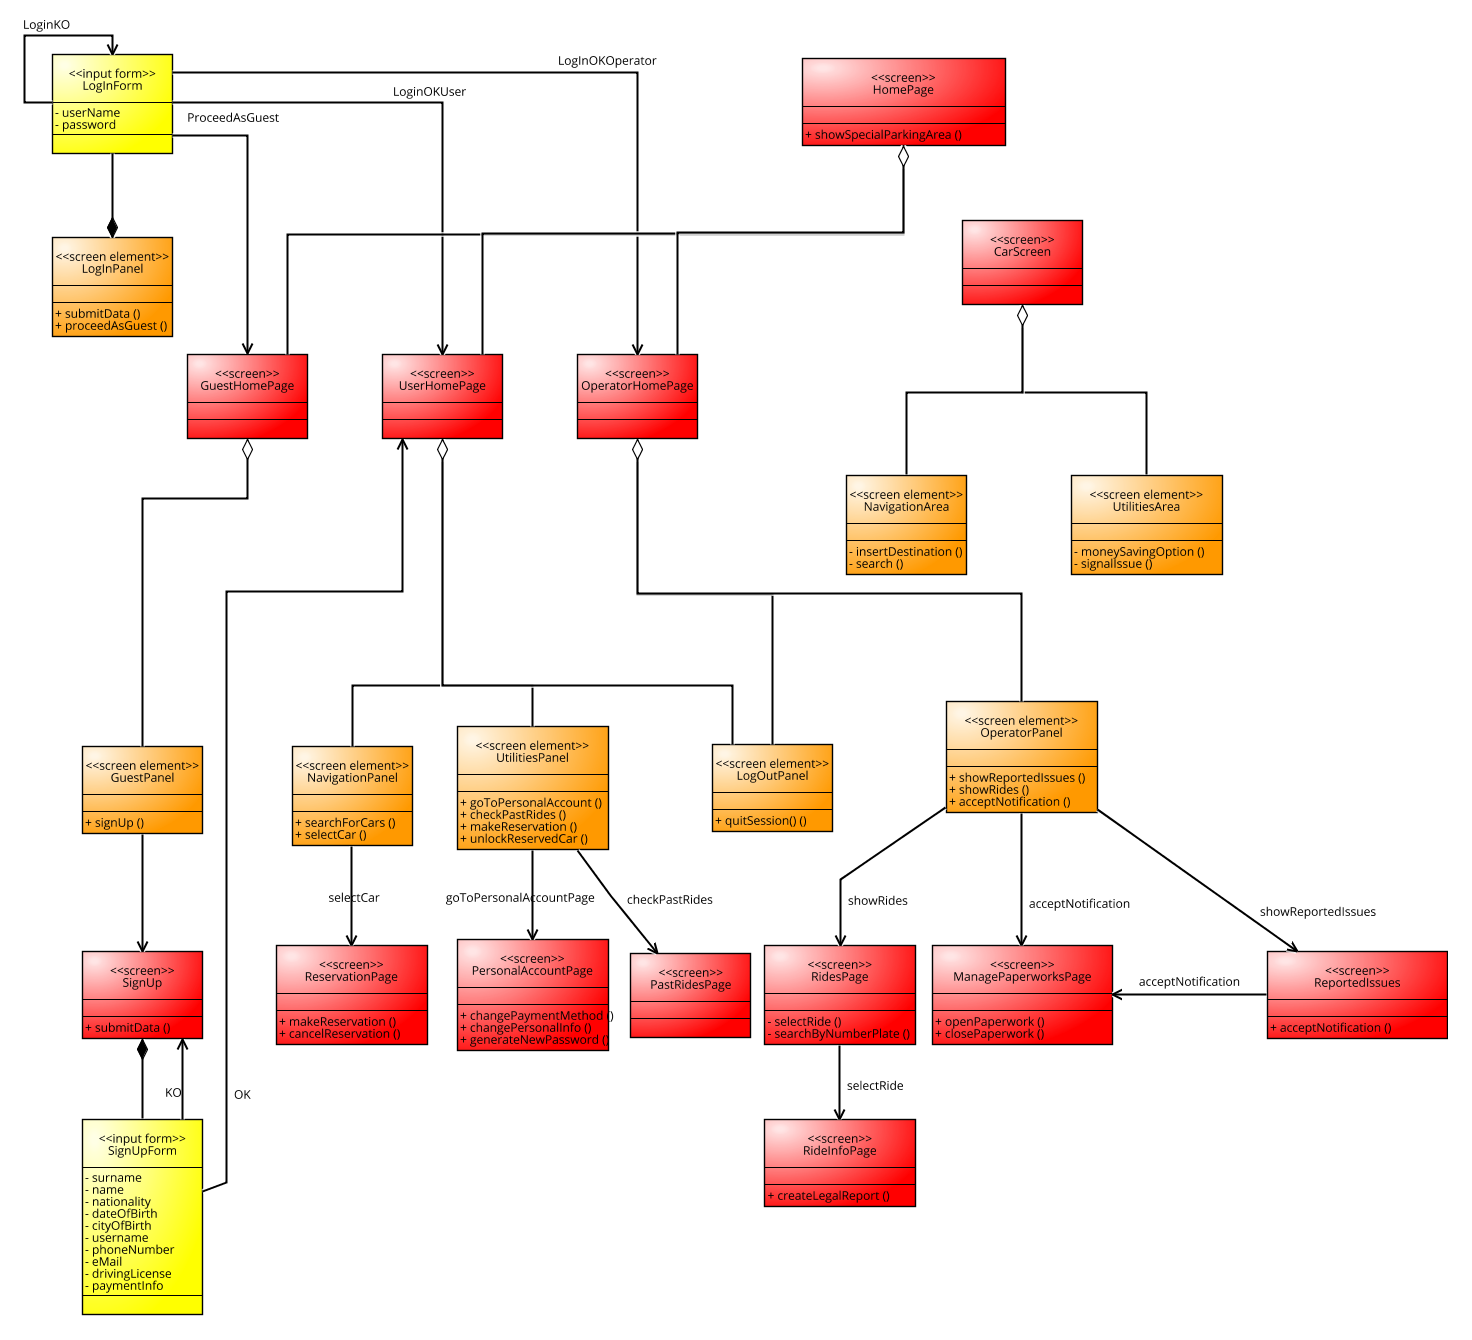 LoginKO
<<input form>>
LogInForm
- userName
- password
LogInOKOperator
LoginOKUser
ProceedAsGuest
<<screen>>
HomePage
+ showSpecialParkingArea ()
<<screen element>>
LogInPanel
+ submitData ()
+ proceedAsGuest ()
<<screen>>
CarScreen
<<screen>>
GuestHomePage
<<screen>>
UserHomePage
<<screen>>
OperatorHomePage
<<screen element>>
NavigationArea
- insertDestination ()
- search ()
<<screen element>>
UtilitiesArea
- moneySavingOption ()
- signalIssue ()
<<screen element>>
GuestPanel
+ signUp ()
<<screen element>>
NavigationPanel
+ searchForCars ()
+ selectCar ()
<<screen element>>
UtilitiesPanel
+ goToPersonalAccount ()
+ checkPastRides ()
+ makeReservation ()
+ unlockReservedCar ()
<<screen element>>
LogOutPanel
+ quitSession() ()
<<screen element>>
OperatorPanel
+ showReportedIssues ()
+ showRides ()
+ acceptNotification ()
selectCar
goToPersonalAccountPage
checkPastRides
showRides
acceptNotification
showReportedIssues
<<screen>>
SignUp
+ submitData ()
<<screen>>
ReservationPage
+ makeReservation ()
+ cancelReservation ()
<<screen>>
PersonalAccountPage
+ changePaymentMethod ()
+ changePersonalInfo ()
+ generateNewPassword ()
<<screen>>
PastRidesPage
<<screen>>
RidesPage
- selectRide ()
- searchByNumberPlate ()
<<screen>>
ManagePaperworksPage
+ openPaperwork ()
+ closePaperwork ()
acceptNotification
<<screen>>
ReportedIssues
+ acceptNotification ()
KO
OK
selectRide
<<input form>>
SignUpForm
- surname
- name
- nationality
- dateOfBirth
- cityOfBirth
- username
- phoneNumber
- eMail
- drivingLicense
- paymentInfo
<<screen>>
RideInfoPage
+ createLegalReport ()